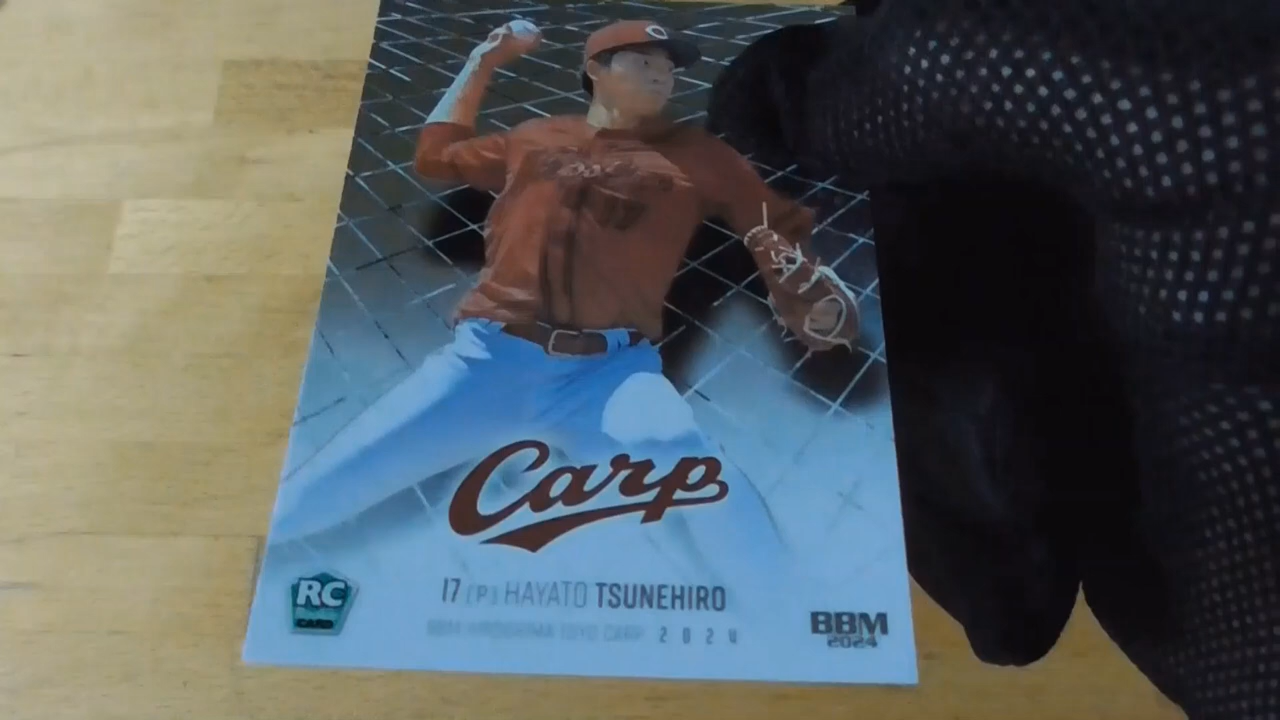 Carp
17 [P] HAYATO TSUNEHIRO
BBM HIROSHIMA TOYO CARP 2024
RC
CARD
BBM
2024